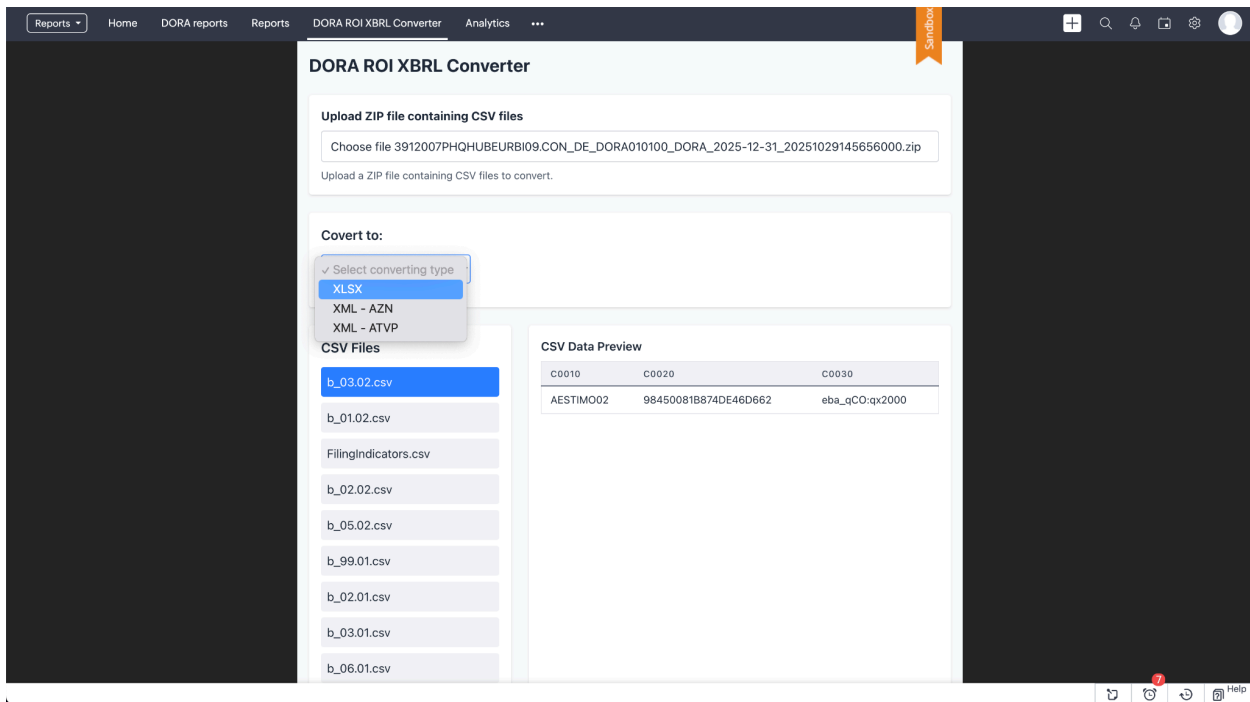 Reports Home DORA reports Reports DORA ROI XBRL Converter Analytics •••
Sandbox
DORA ROI XBRL Converter
Upload ZIP file containing CSV files
Choose file 3912007PHQHUBEURBI09.CON_DE_DORA010100_DORA_2025-12-31_20251029145656000.zip
Upload a ZIP file containing CSV files to convert.
Covert to:
✓ Select converting type
XLSX
XML - AZN
XML - ATVP
CSV Files
b_03.02.csv
b_01.02.csv
FilingIndicators.csv
b_02.02.csv
b_05.02.csv
b_99.01.csv
b_02.01.csv
b_03.01.csv
b_06.01.csv
CSV Data Preview
C0010 C0020 C0030
AESTIMO02 98450081B874DE46D662 eba_qCO:qx2000
7
Help